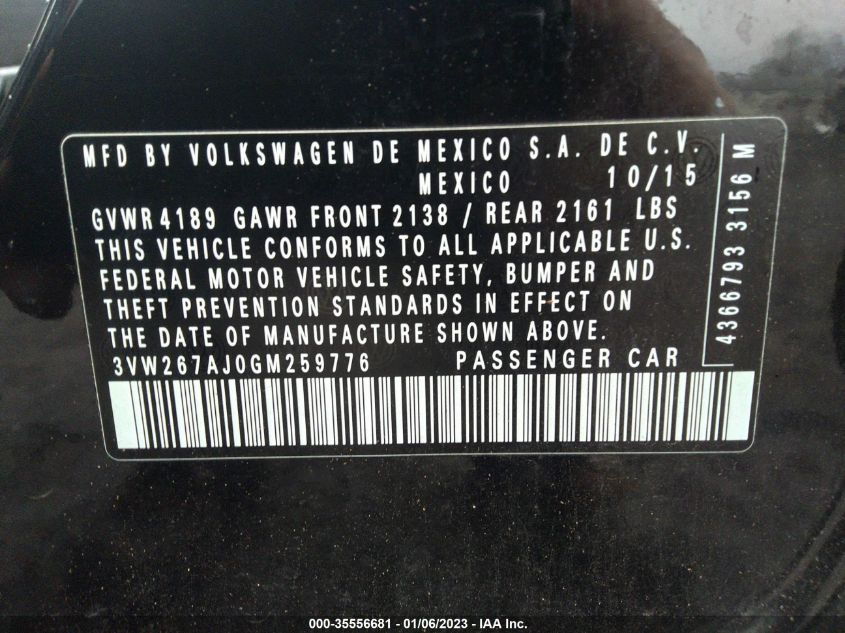 MFD BY VOLKSWAGEN DE MEXICO S.A. DE C.V.
MEXICO 10/15
GVWR 4189 GAWR FRONT 2138 / REAR 2161 LBS
THIS VEHICLE CONFORMS TO ALL APPLICABLE U.S.
FEDERAL MOTOR VEHICLE SAFETY, BUMPER AND
THEFT PREVENTION STANDARDS IN EFFECT ON
THE DATE OF MANUFACTURE SHOWN ABOVE.
3VW267AJ0GM259776 PASSENGER CAR
4366793 3156 M
000-35556681 - 01/06/2023 - IAA Inc.